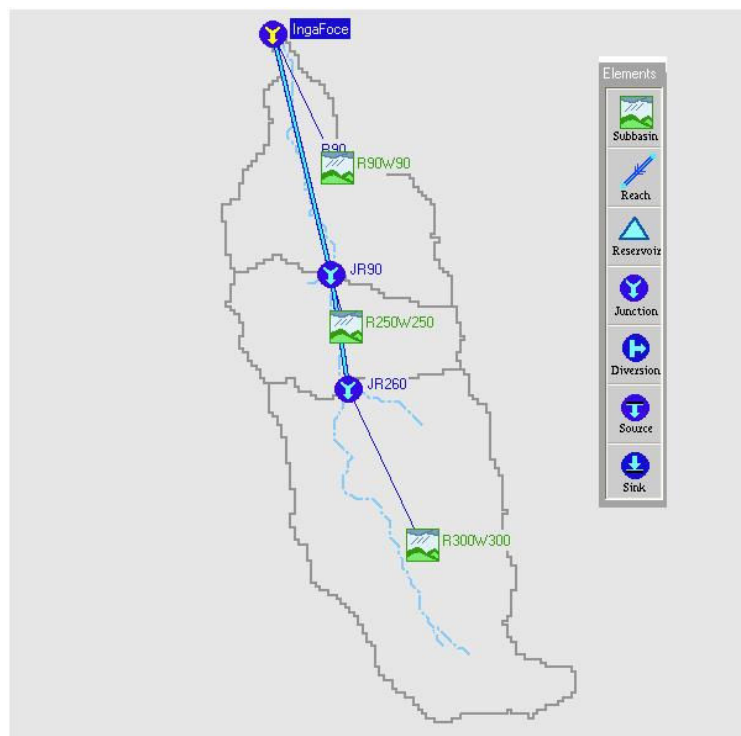 IngaFoce
Elements
Subbasin
R90
R90W90
Reach
Reservoir
JR90
Junction
R250W250
Diversion
JR260
Source
Sink
R300W300